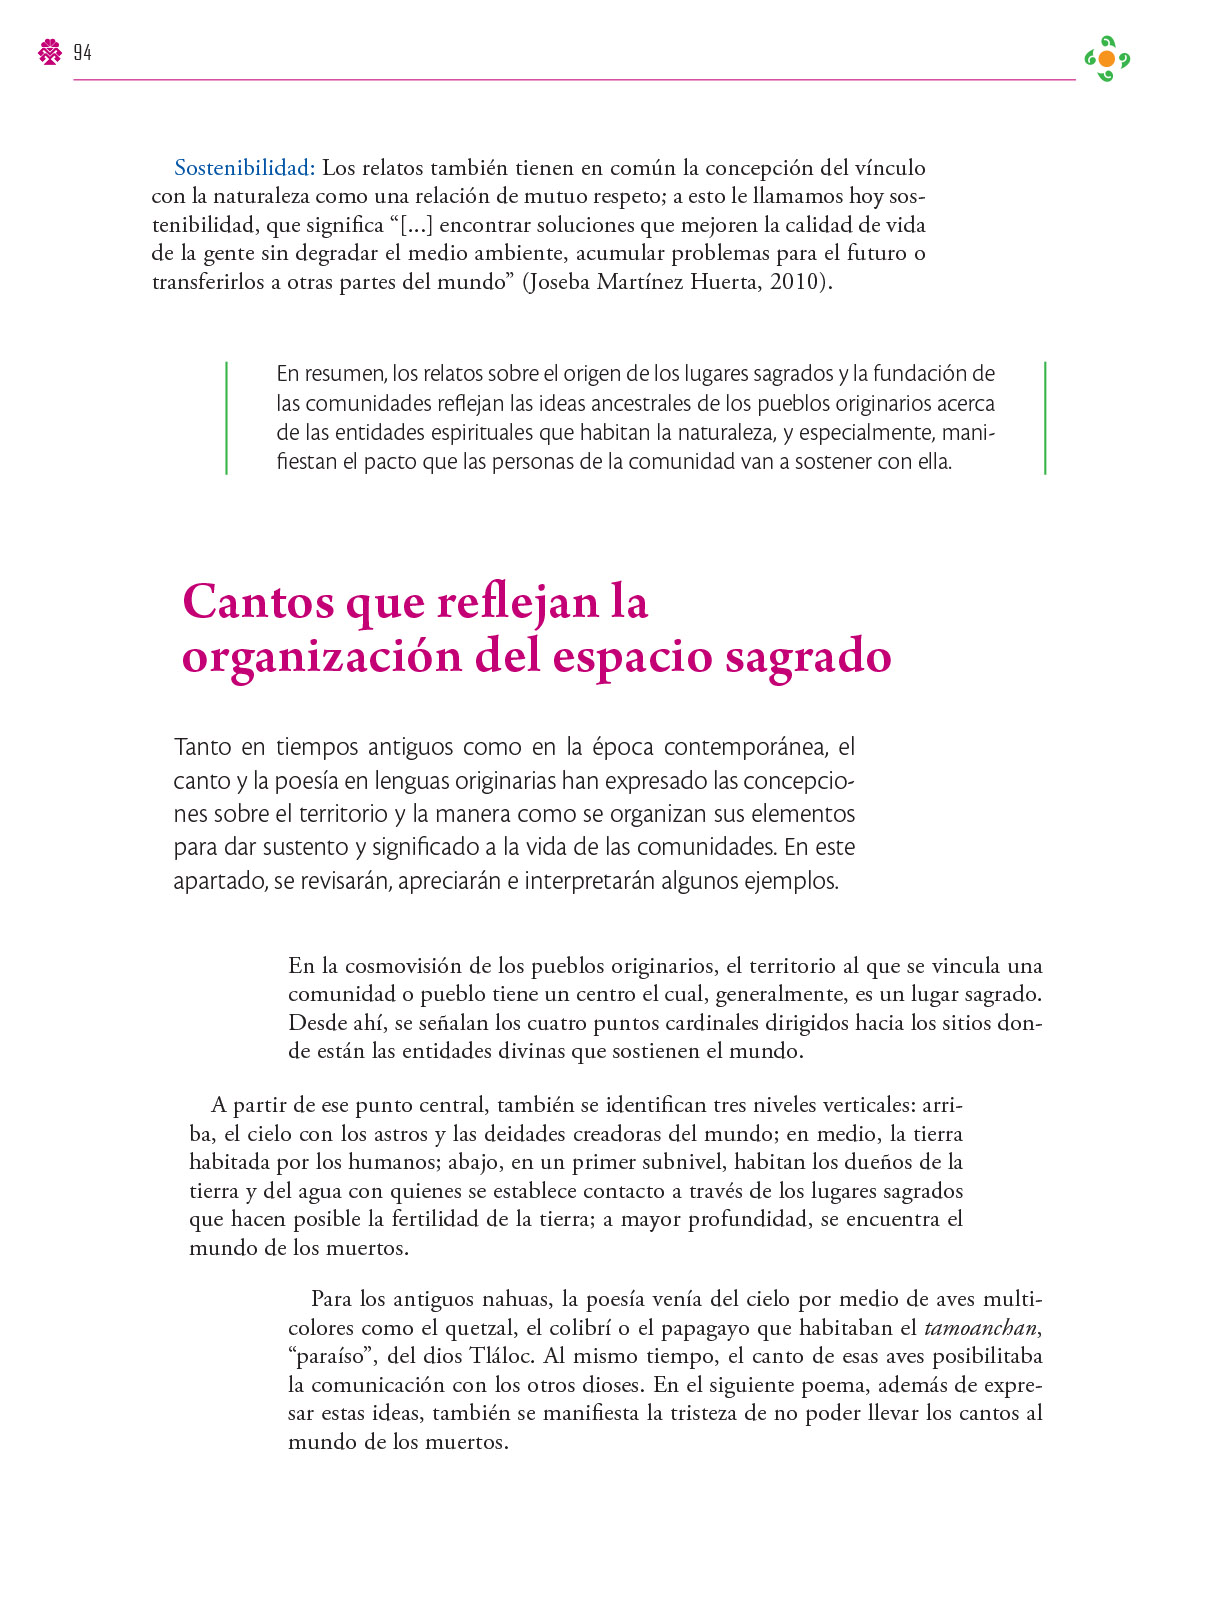 94
Sostenibilidad: Los relatos también tienen en común la concepción del vínculo
con la naturaleza como una relación de mutuo respeto; a esto le llamamos hoy sos-
tenibilidad, que significa “[...] encontrar soluciones que mejoren la calidad de vida
de la gente sin degradar el medio ambiente, acumular problemas para el futuro o
transferirlos a otras partes del mundo” (Joseba Martínez Huerta, 2010).
En resumen, los relatos sobre el origen de los lugares sagrados y la fundación de
las comunidades reflejan las ideas ancestrales de los pueblos originarios acerca
de las entidades espirituales que habitan la naturaleza, y especialmente, mani-
fiestan el pacto que las personas de la comunidad van a sostener con ella.
Cantos que reflejan la
organización del espacio sagrado
Tanto en tiempos antiguos como en la época contemporánea, el
canto y la poesía en lenguas originarias han expresado las concepcio-
nes sobre el territorio y la manera como se organizan sus elementos
para dar sustento y significado a la vida de las comunidades. En este
apartado, se revisarán, apreciarán e interpretarán algunos ejemplos.
En la cosmovisión de los pueblos originarios, el territorio al que se vincula una
comunidad o pueblo tiene un centro el cual, generalmente, es un lugar sagrado.
Desde ahí, se señalan los cuatro puntos cardinales dirigidos hacia los sitios don-
de están las entidades divinas que sostienen el mundo.
A partir de ese punto central, también se identifican tres niveles verticales: arri-
ba, el cielo con los astros y las deidades creadoras del mundo; en medio, la tierra
habitada por los humanos; abajo, en un primer subnivel, habitan los dueños de la
tierra y del agua con quienes se establece contacto a través de los lugares sagrados
que hacen posible la fertilidad de la tierra; a mayor profundidad, se encuentra el
mundo de los muertos.
Para los antiguos nahuas, la poesía venía del cielo por medio de aves multi-
colores como el quetzal, el colibrí o el papagayo que habitaban el tamoanchan,
“paraíso”, del dios Tláloc. Al mismo tiempo, el canto de esas aves posibilitaba
la comunicación con los otros dioses. En el siguiente poema, además de expre-
sar estas ideas, también se manifiesta la tristeza de no poder llevar los cantos al
mundo de los muertos.